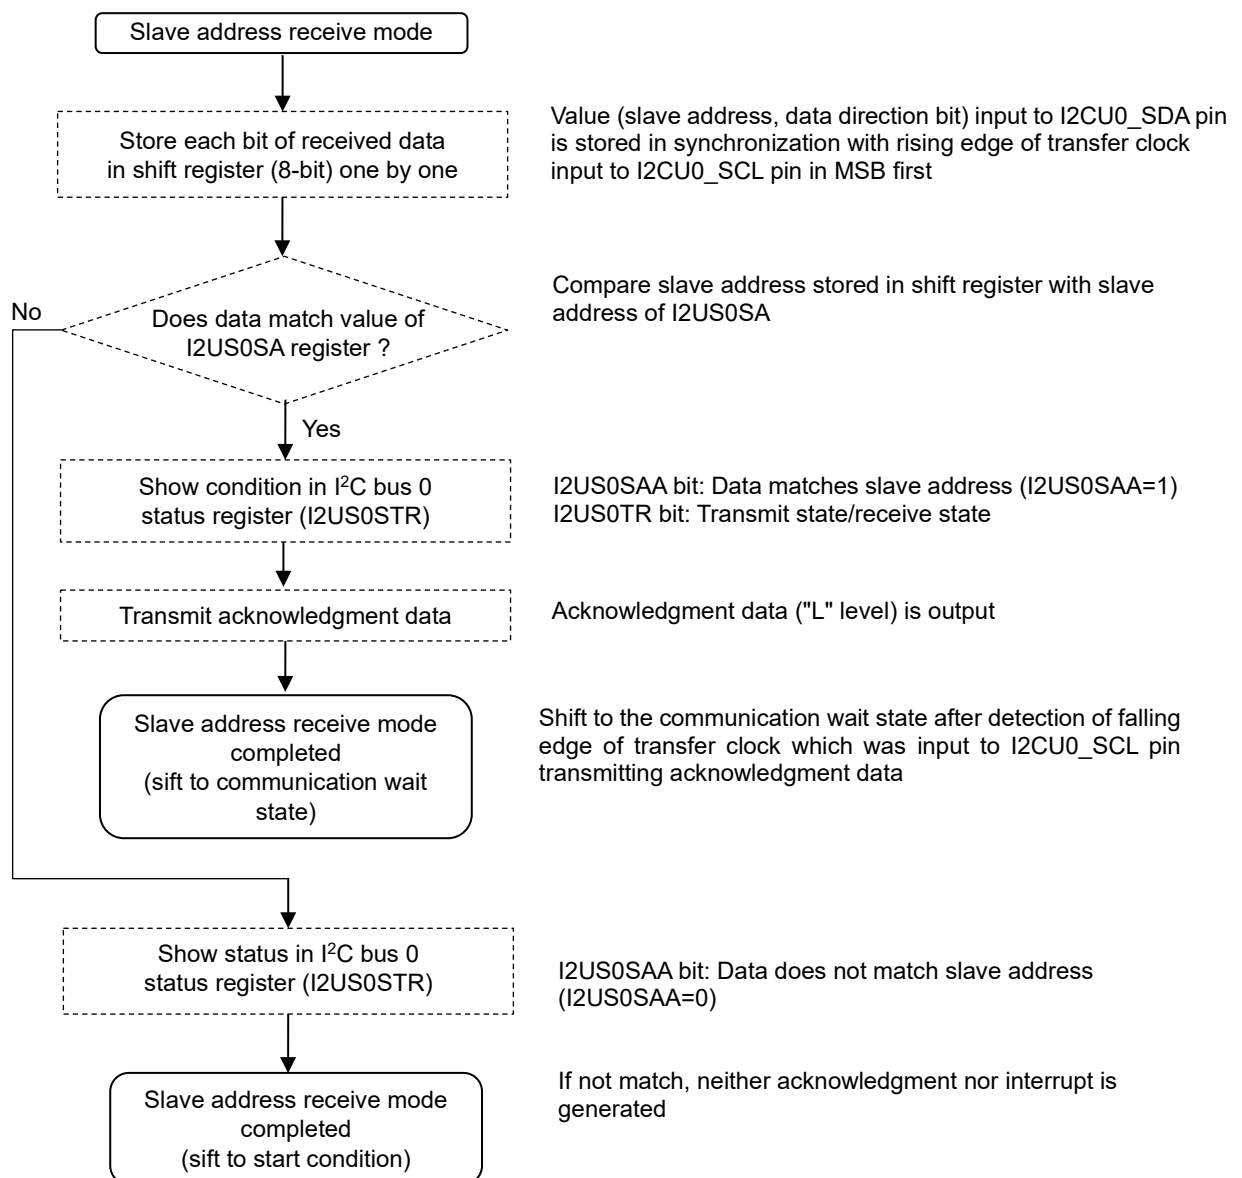 Slave address receive mode
Store each bit of received data
in shift register (8-bit) one by one
Value (slave address, data direction bit) input to I2CU0_SDA pin
is stored in synchronization with rising edge of transfer clock
input to I2CU0_SCL pin in MSB first
No
Does data match value of
I2US0SA register ?
Compare slave address stored in shift register with slave
address of I2US0SA
Yes
Show condition in I²C bus 0
status register (I2US0STR)
I2US0SAA bit: Data matches slave address (I2US0SAA=1)
I2US0TR bit: Transmit state/receive state
Transmit acknowledgment data
Acknowledgment data ("L" level) is output
Slave address receive mode
completed
(sift to communication wait
state)
Shift to the communication wait state after detection of falling
edge of transfer clock which was input to I2CU0_SCL pin
transmitting acknowledgment data
Show status in I²C bus 0
status register (I2US0STR)
I2US0SAA bit: Data does not match slave address
(I2US0SAA=0)
Slave address receive mode
completed
(sift to start condition)
If not match, neither acknowledgment nor interrupt is
generated